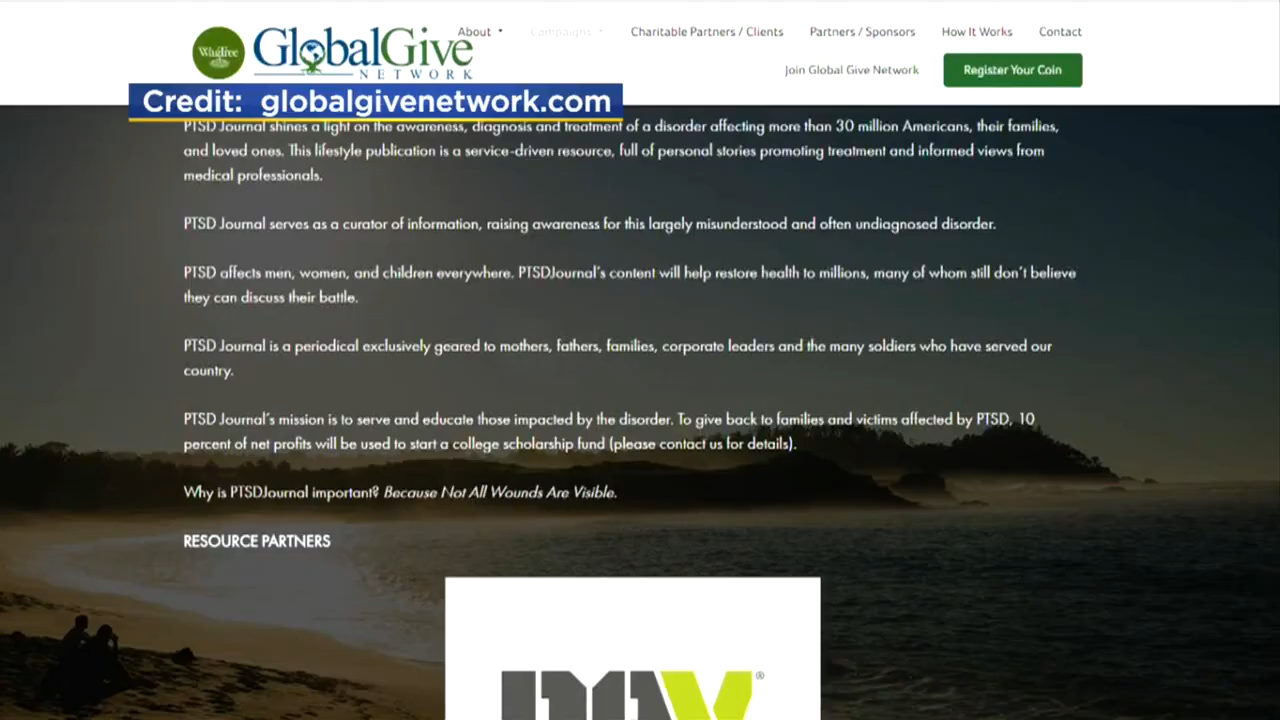 GlobalGive
NETWORK
About
Campaigns
Charitable Partners / Clients
Partners / Sponsors
How It Works
Contact
Join Global Give Network
Register Your Coin
Credit: globalgivenetwork.com
PTSD Journal shines a light on the awareness, diagnosis and treatment of a disorder affecting more than 30 million Americans, their families,
and loved ones. This lifestyle publication is a service-driven resource, full of personal stories promoting treatment and informed views from
medical professionals.
PTSD Journal serves as a curator of information, raising awareness for this largely misunderstood and often undiagnosed disorder.
PTSD affects men, women, and children everywhere. PTSDJournal's content will help restore health to millions, many of whom still don't believe
they can discuss their battle.
PTSD Journal is a periodical exclusively geared to mothers, fathers, families, corporate leaders and the many soldiers who have served our
country.
PTSD Journal's mission is to serve and educate those impacted by the disorder. To give back to families and victims affected by PTSD, 10
percent of net profits will be used to start a college scholarship fund (please contact us for details).
Why is PTSDJournal important? Because Not All Wounds Are Visible.
RESOURCE PARTNERS
®